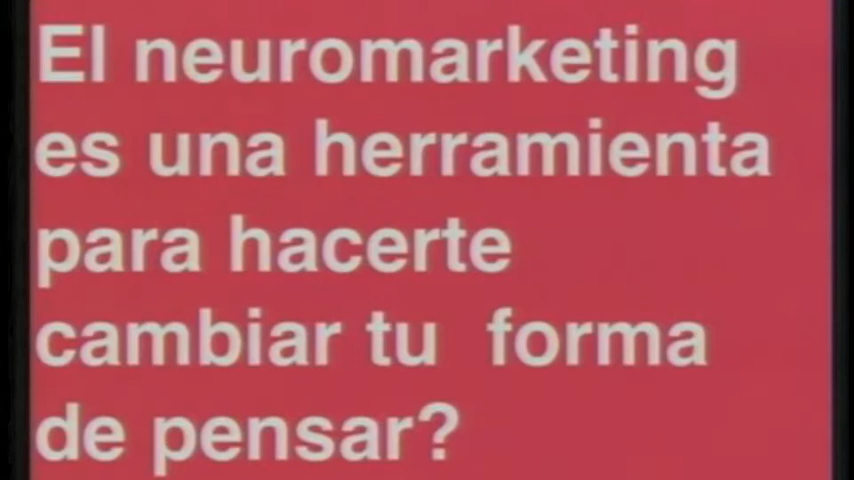 El neuromarketing
es una herramienta
para hacerte
cambiar tu  forma
de pensar?